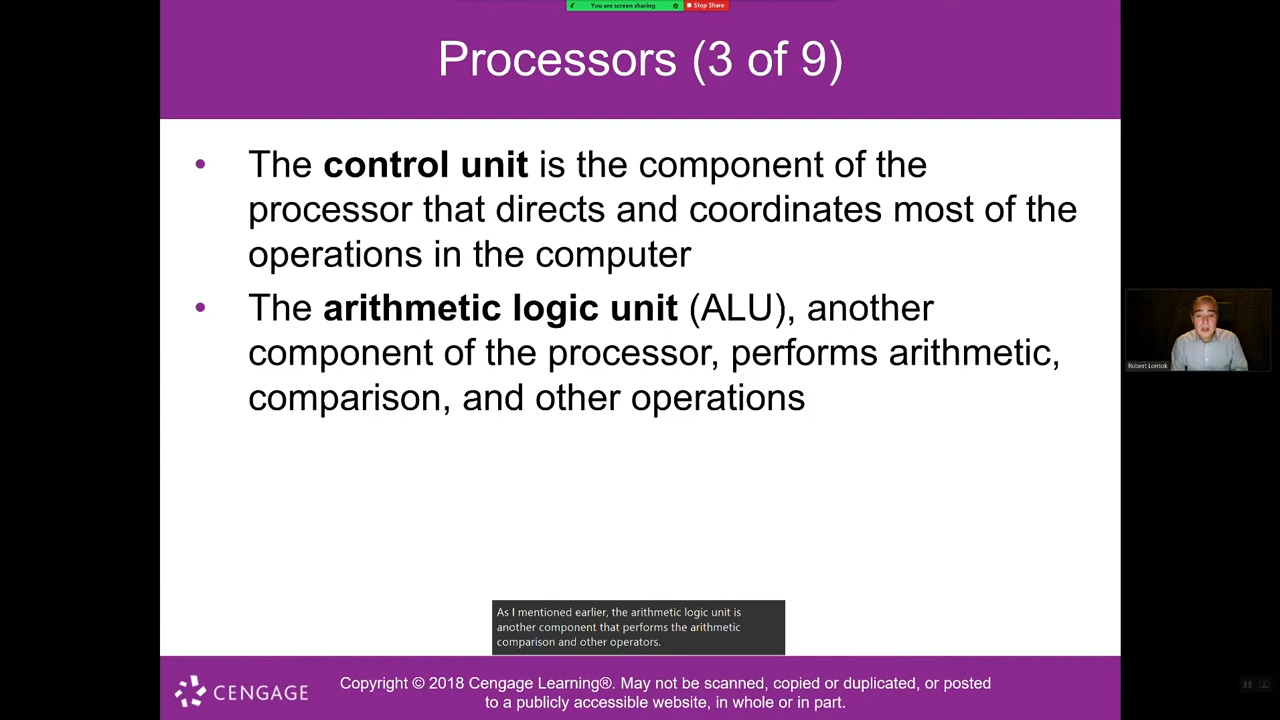 You are screen sharing
Stop Share
Processors (3 of 9)
• The control unit is the component of the
processor that directs and coordinates most of the
operations in the computer
• The arithmetic logic unit (ALU), another
component of the processor, performs arithmetic,
comparison, and other operations
Robert Lontok
As I mentioned earlier, the arithmetic logic unit is
another component that performs the arithmetic
comparison and other operators.
CENGAGE
Copyright © 2018 Cengage Learning®. May not be scanned, copied or duplicated, or posted
to a publicly accessible website, in whole or in part.